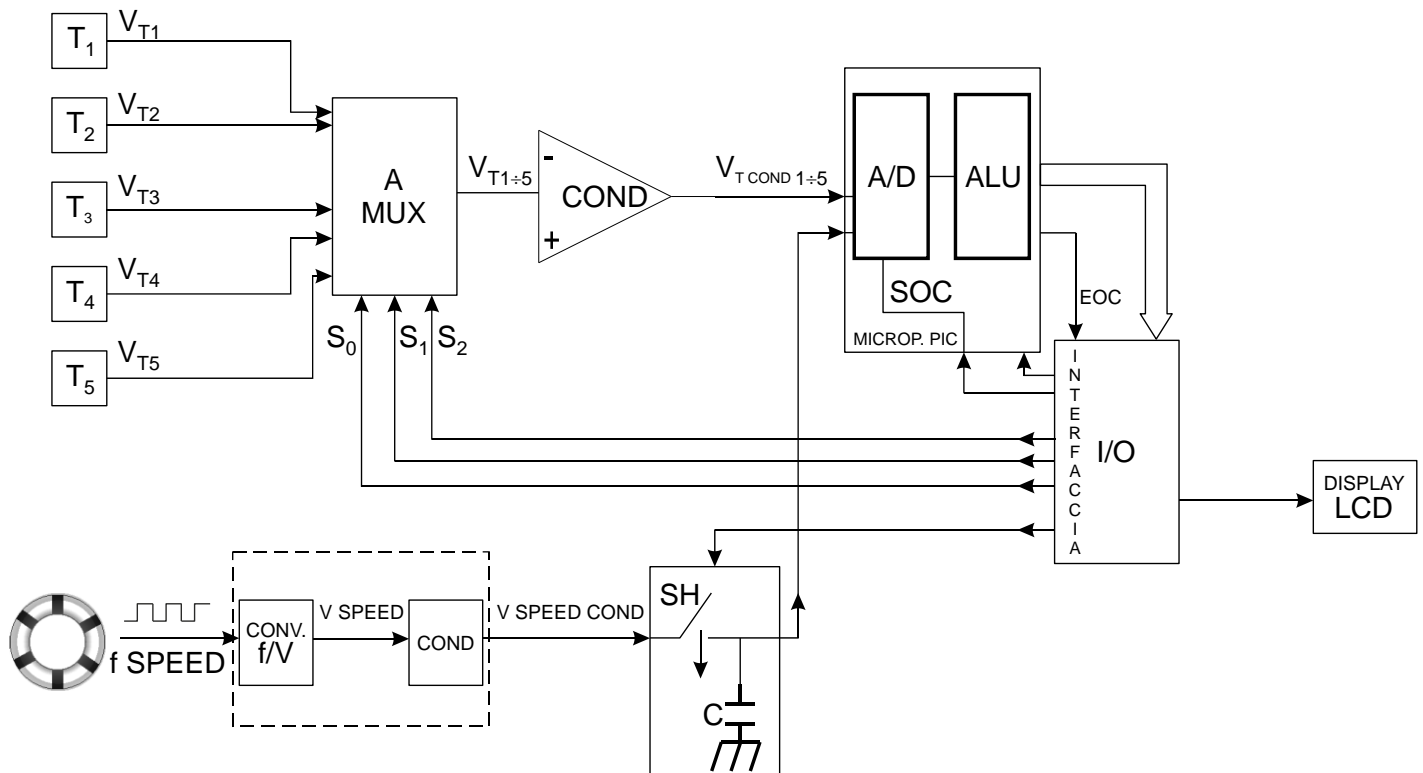 T1
VT1
T2
VT2
T3
VT3
T4
VT4
T5
VT5
A
MUX
S0
S1
S2
VT1÷5
-
COND
+
VT COND 1÷5
A/D
ALU
SOC
MICROP. PIC
EOC
INTERFACCIA
I/O
DISPLAY
LCD
f SPEED
CONV.
f/V
V SPEED
COND
V SPEED COND
SH
C